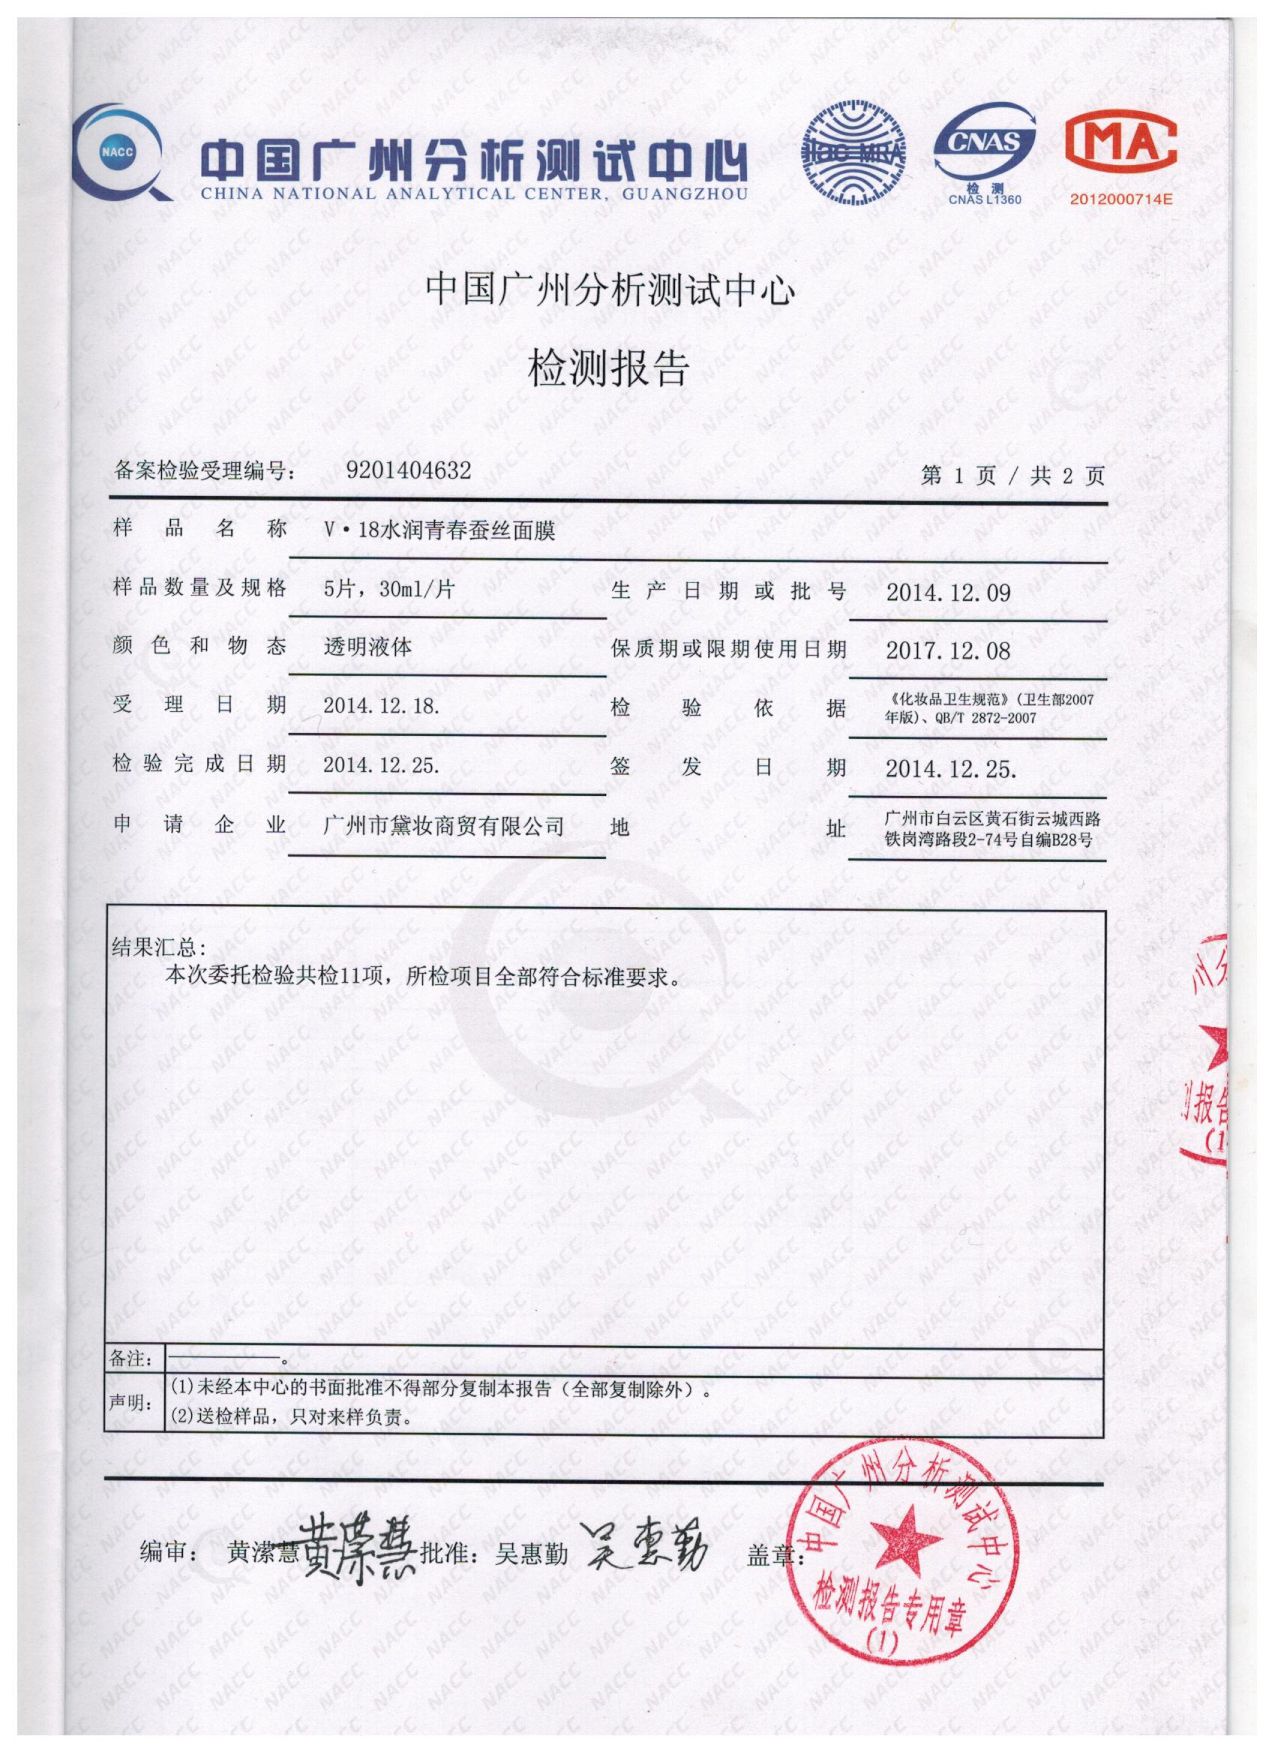 NACC
中国广州分析测试中心
CHINA NATIONAL ANALYTICAL CENTER, GUANGZHOU
ilac-MRA
CNAS
检 测
CNAS L1360
MA
2012000714E
中国广州分析测试中心
检测报告
备案检验受理编号： 9201404632
第 1 页 / 共 2 页
样品名称 V·18水润青春蚕丝面膜
样品数量及规格 5片，30ml/片 生产日期或批号 2014.12.09
颜色和物态 透明液体 保质期或限期使用日期 2017.12.08
受理日期 2014.12.18. 检验依据 《化妆品卫生规范》（卫生部2007
年版）、QB/T 2872-2007
检验完成日期 2014.12.25. 签发日期 2014.12.25.
申请企业 广州市黛妆商贸有限公司 地址 广州市白云区黄石街云城西路
铁岗湾路段2-74号自编B28号
结果汇总：
本次委托检验共检11项，所检项目全部符合标准要求。
备注： ————。
声明： (1)未经本中心的书面批准不得部分复制本报告（全部复制除外）。
(2)送检样品，只对来样负责。
编审： 黄潆慧 黄潆慧 批准：吴惠勤 吴惠勤 盖章：
中国广州分析测试中心
检测报告专用章
(1)
州分
报告
(1